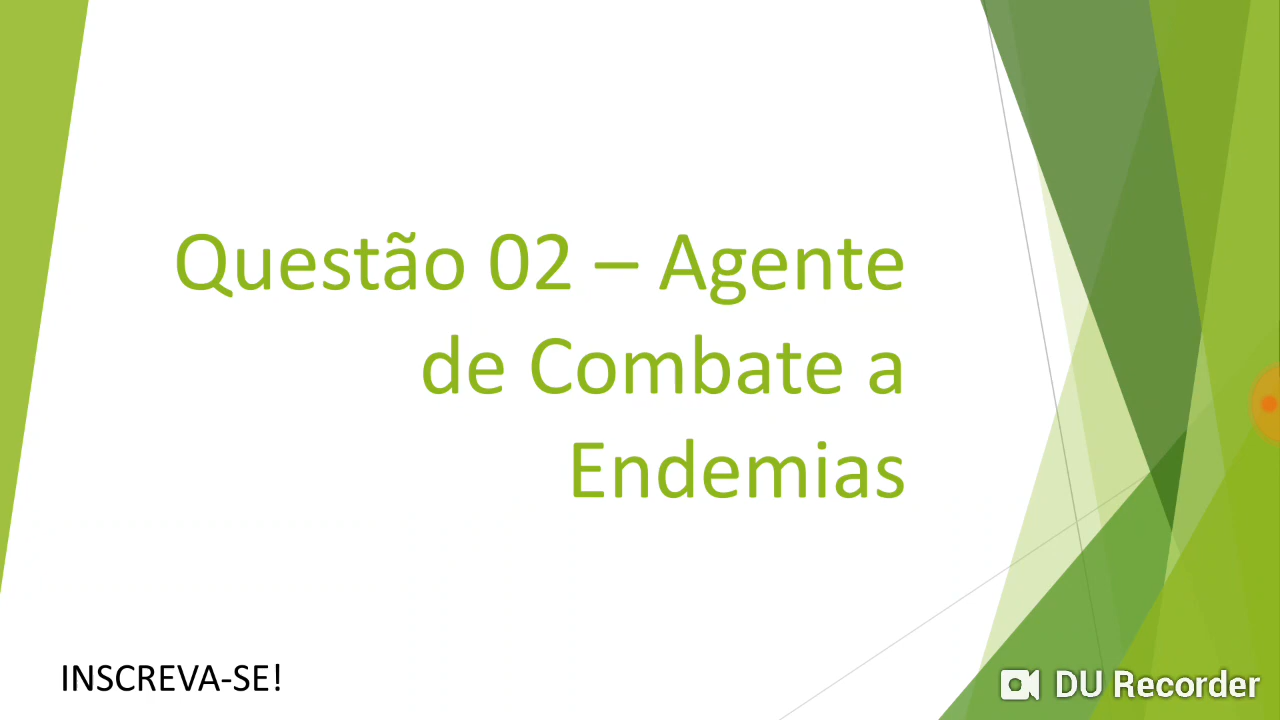 Questão 02 – Agente
de Combate a
Endemias
INSCREVA-SE!
DU Recorder